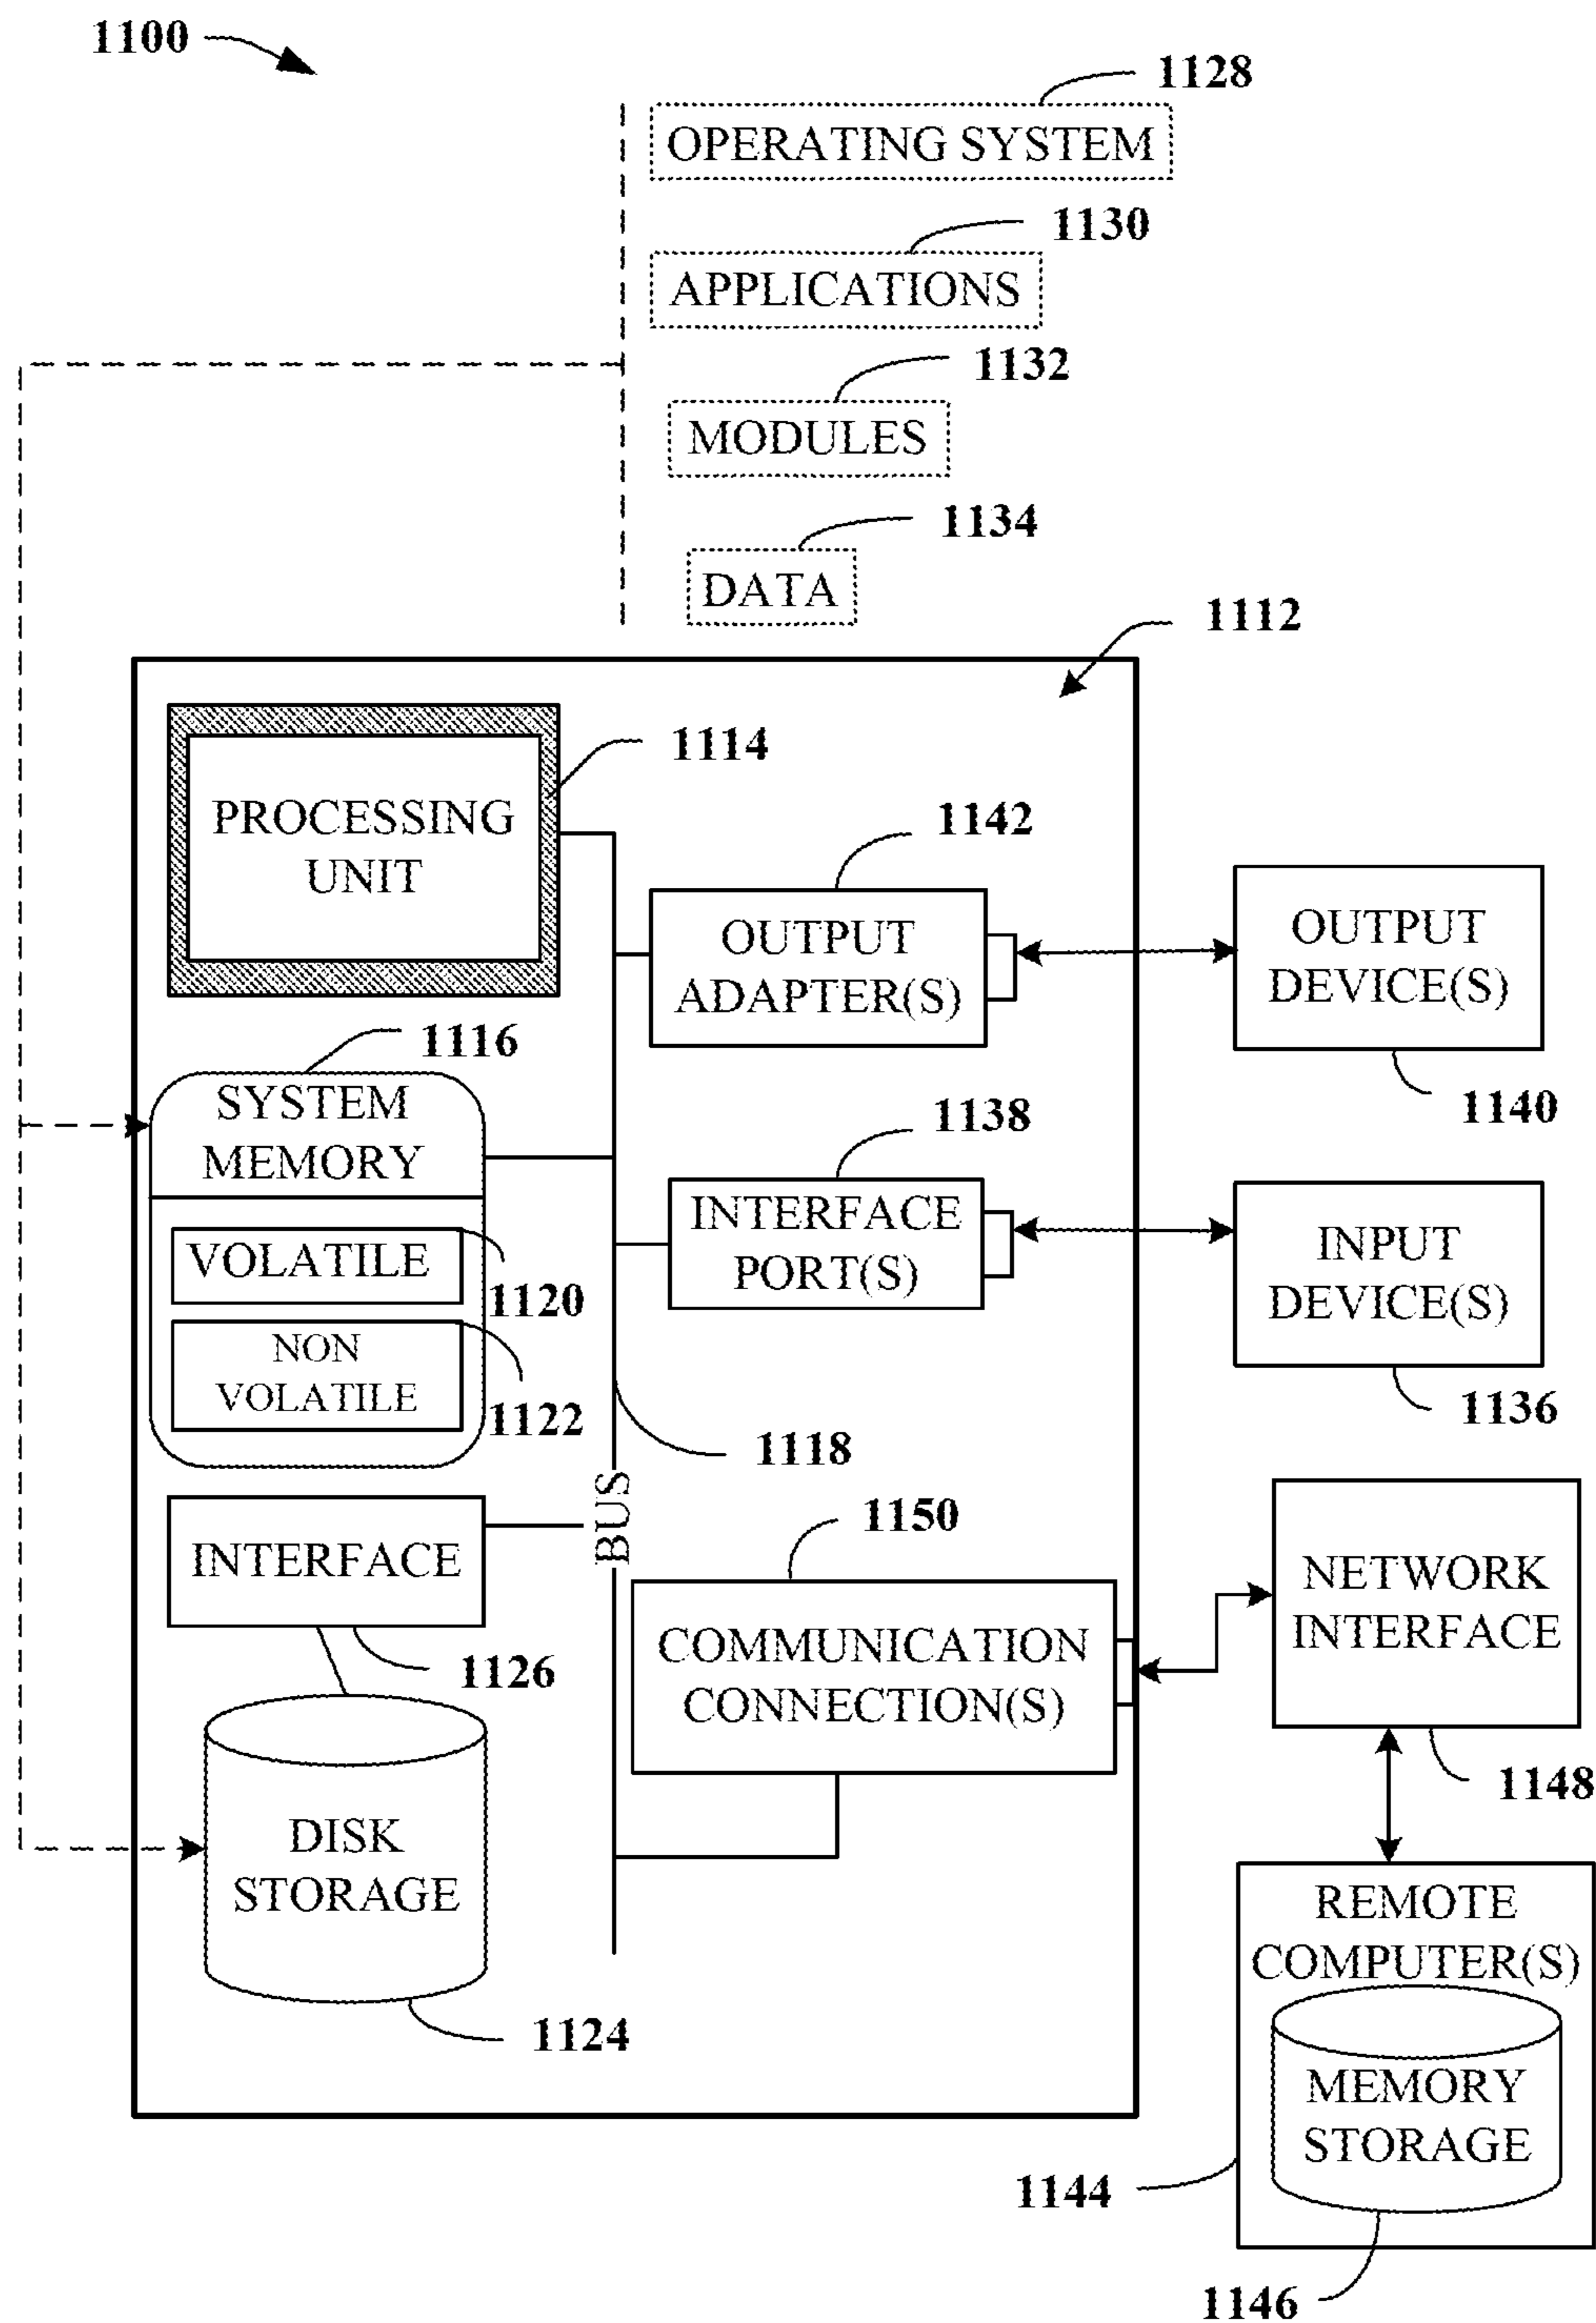 1100
1128
OPERATING SYSTEM
1130
APPLICATIONS
1132
MODULES
1134
DATA
1112
PROCESSING
UNIT
1114
1142
OUTPUT
ADAPTER(S)
OUTPUT
DEVICE(S)
1140
1116
SYSTEM
MEMORY
VOLATILE
1120
NON
VOLATILE
1122
1138
INTERFACE
PORT(S)
INPUT
DEVICE(S)
1136
1118
BUS
INTERFACE
1126
1150
COMMUNICATION
CONNECTION(S)
NETWORK
INTERFACE
1148
DISK
STORAGE
1124
REMOTE
COMPUTER(S)
MEMORY
STORAGE
1144
1146